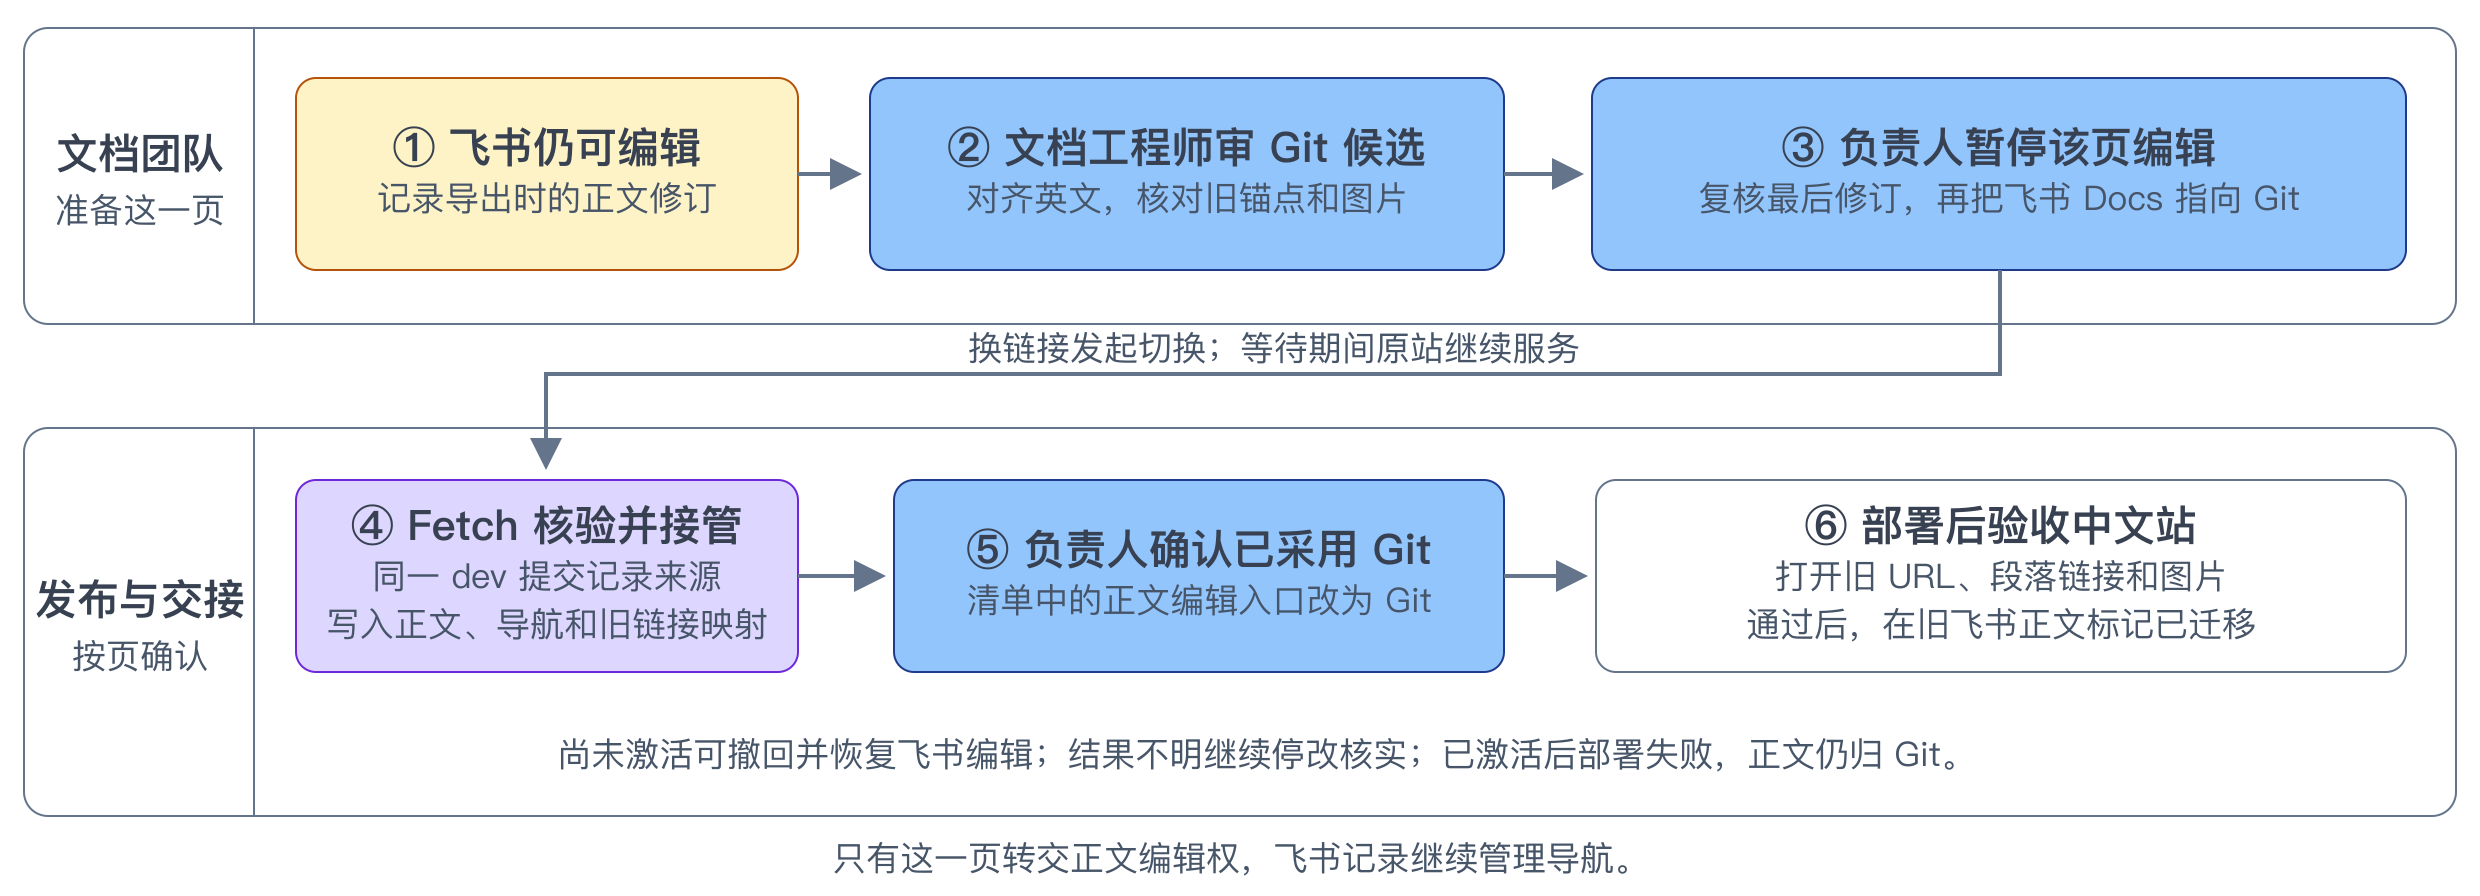 文档团队
准备这一页
① 飞书仍可编辑
记录导出时的正文修订
② 文档工程师审 Git 候选
对齐英文，核对旧锚点和图片
③ 负责人暂停该页编辑
复核最后修订，再把飞书 Docs 指向 Git
换链接发起切换；等待期间原站继续服务
发布与交接
按页确认
④ Fetch 核验并接管
同一 dev 提交记录来源
写入正文、导航和旧链接映射
⑤ 负责人确认已采用 Git
清单中的正文编辑入口改为 Git
⑥ 部署后验收中文站
打开旧 URL、段落链接和图片
通过后，在旧飞书正文标记已迁移
尚未激活可撤回并恢复飞书编辑；结果不明继续停改核实；已激活后部署失败，正文仍归 Git。
只有这一页转交正文编辑权，飞书记录继续管理导航。